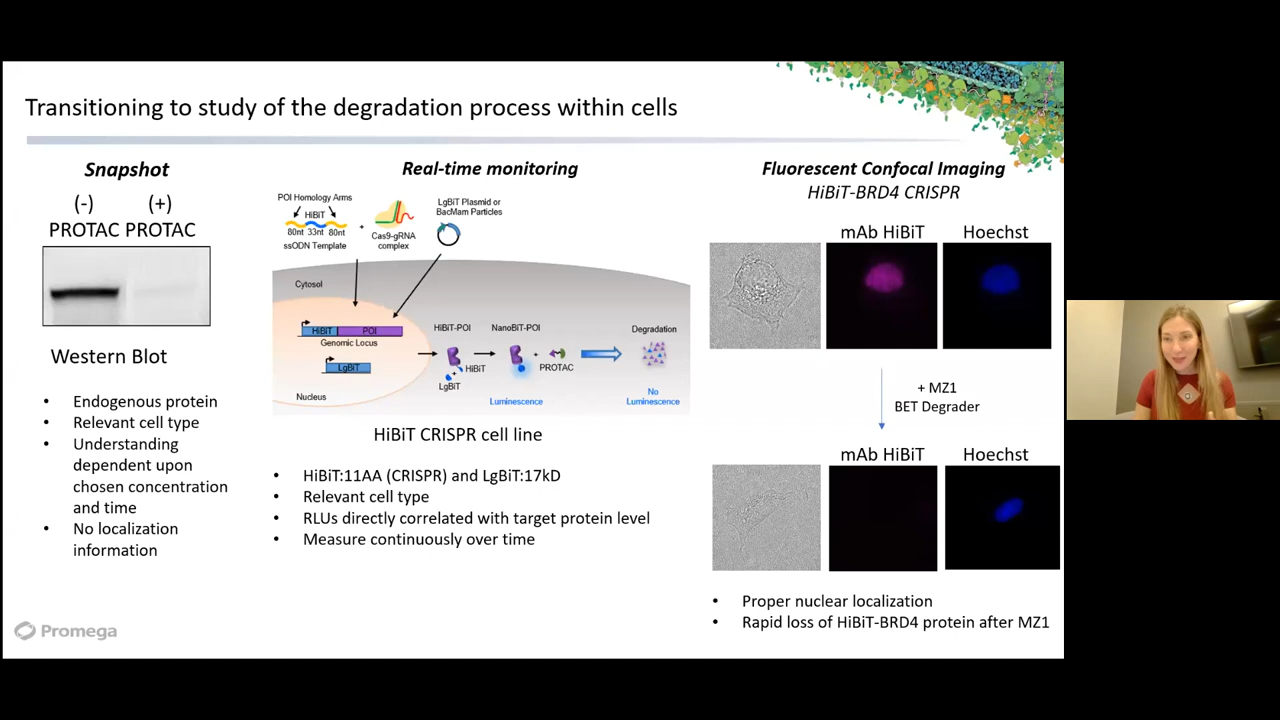 Transitioning to study of the degradation process within cells
Snapshot
(-) (+)
PROTAC PROTAC
Western Blot
• Endogenous protein
• Relevant cell type
• Understanding
dependent upon
chosen concentration
and time
• No localization
information
Real-time monitoring
POI Homology Arms
HiBiT
80nt 33nt 80nt
ssODN Template
+
Cas9-gRNA
complex
LgBiT Plasmid or
BacMam Particles
Cytosol
HiBiT POI
Genomic Locus
LgBiT
Nucleus
HiBiT-POI
HiBiT
+
LgBiT
NanoBiT-POI
+
PROTAC
Luminescence
Degradation
No
Luminescence
HiBiT CRISPR cell line
• HiBiT:11AA (CRISPR) and LgBiT:17kD
• Relevant cell type
• RLUs directly correlated with target protein level
• Measure continuously over time
Fluorescent Confocal Imaging
HiBiT-BRD4 CRISPR
mAb HiBiT Hoechst
+ MZ1
BET Degrader
mAb HiBiT Hoechst
• Proper nuclear localization
• Rapid loss of HiBiT-BRD4 protein after MZ1
Promega